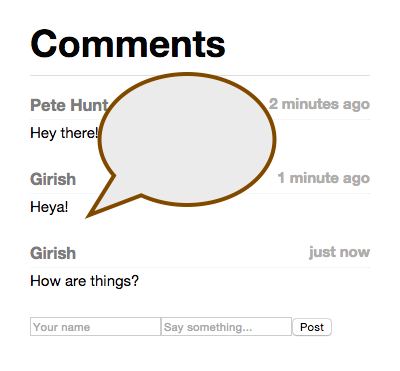 Comments
Pete Hunt 2 minutes ago
Hey there!
Girish 1 minute ago
Heya!
Girish just now
How are things?
Your name Say something... Post